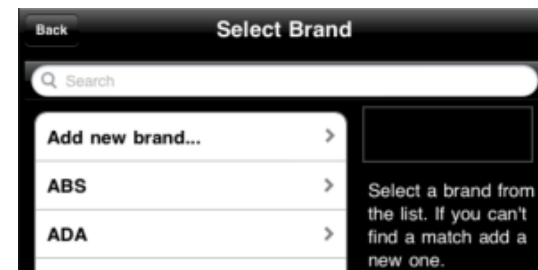 Back
Select Brand
Search
Add new brand...
ABS
ADA
Select a brand from
the list. If you can't
find a match add a
new one.